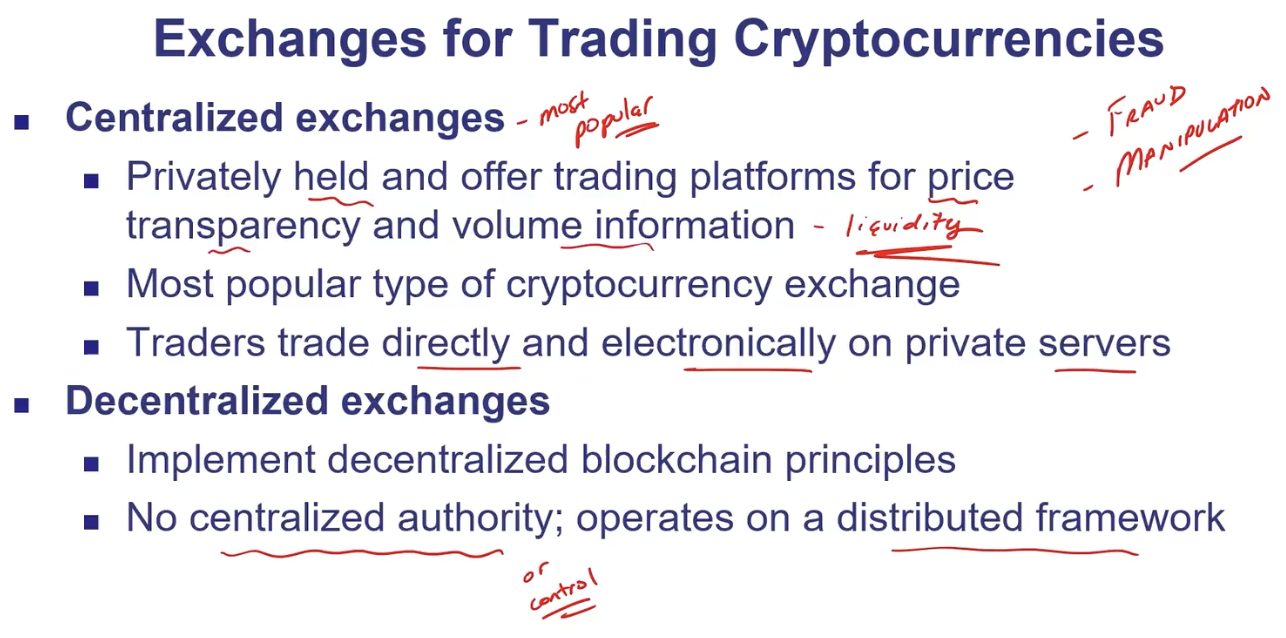 Exchanges for Trading Cryptocurrencies
▪ Centralized exchanges - most popular
- FRAUD
- MANIPULATION
▪ Privately held and offer trading platforms for price
transparency and volume information - liquidity
▪ Most popular type of cryptocurrency exchange
▪ Traders trade directly and electronically on private servers
▪ Decentralized exchanges
▪ Implement decentralized blockchain principles
▪ No centralized authority; operates on a distributed framework
or
control